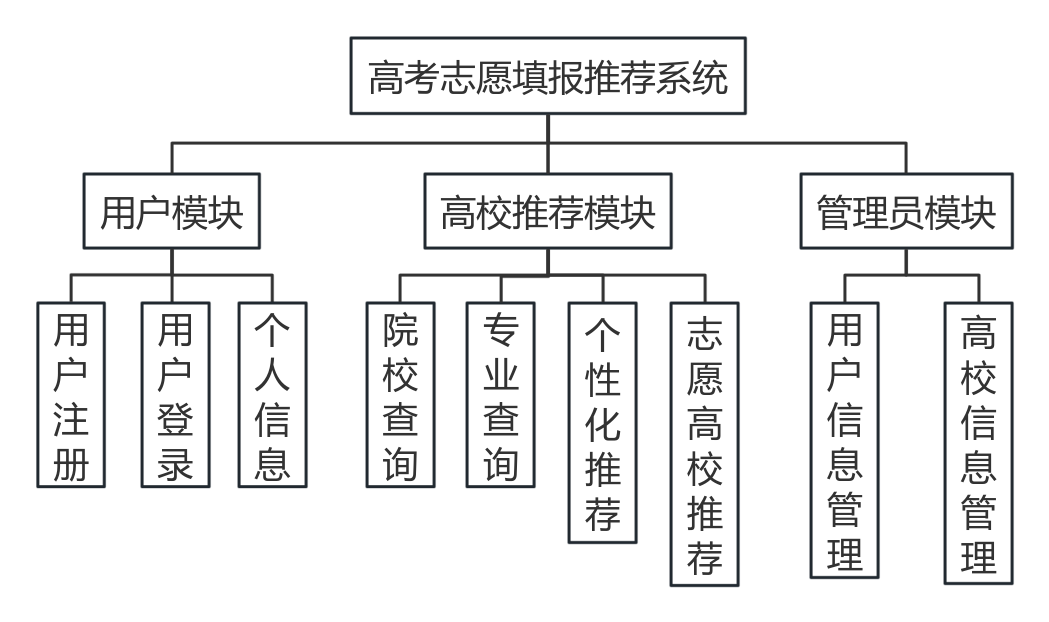 高考志愿填报推荐系统
用户模块
高校推荐模块
管理员模块
用户注册
用户登录
个人信息
院校查询
专业查询
个性化推荐
志愿高校推荐
用户信息管理
高校信息管理